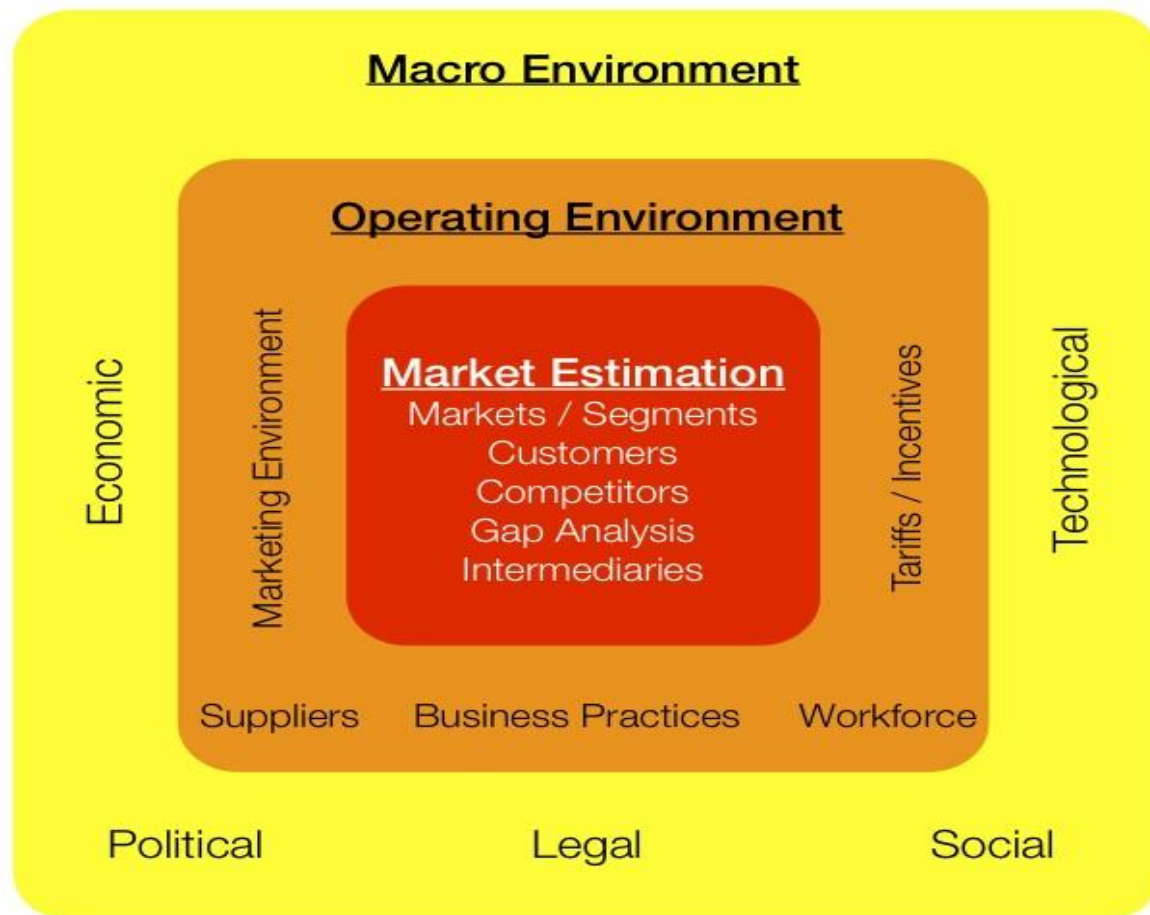 Macro Environment
Operating Environment
Economic
Marketing Environment
Market Estimation
Markets / Segments
Customers
Competitors
Gap Analysis
Intermediaries
Tariffs / Incentives
Technological
Suppliers
Business Practices
Workforce
Political
Legal
Social